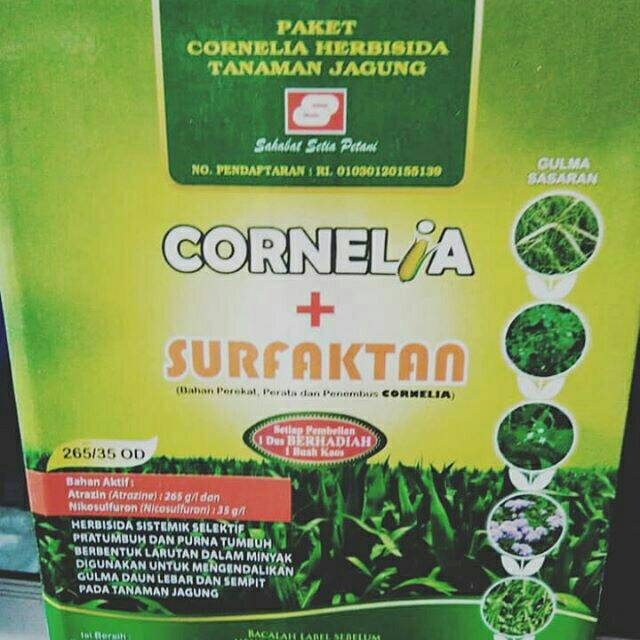 PAKET
CORNELIA HERBISIDA
TANAMAN JAGUNG
Sahabat Setia Petani
NO. PENDAFTARAN : RI. 01030120155139
GULMA
SASARAN
CORNELiA
+
SURFAKTAN
(Bahan Perekat, Perata dan Penembus CORNELIA)
Setiap Pembelian
1 Dus BERHADIAH
1 Buah Kaos
265/35 OD
Bahan Aktif :
Atrazin (Atrazine) : 265 g/l dan
Nikosulfuron (Nicosulfuron) : 35 g/l
HERBISIDA SISTEMIK SELEKTIF
PRATUMBUH DAN PURNA TUMBUH
BERBENTUK LARUTAN DALAM MINYAK
DIGUNAKAN UNTUK MENGENDALIKAN
GULMA DAUN LEBAR DAN SEMPIT
PADA TANAMAN JAGUNG
Isi Bersih
BACALAH LABEL SEBELUM